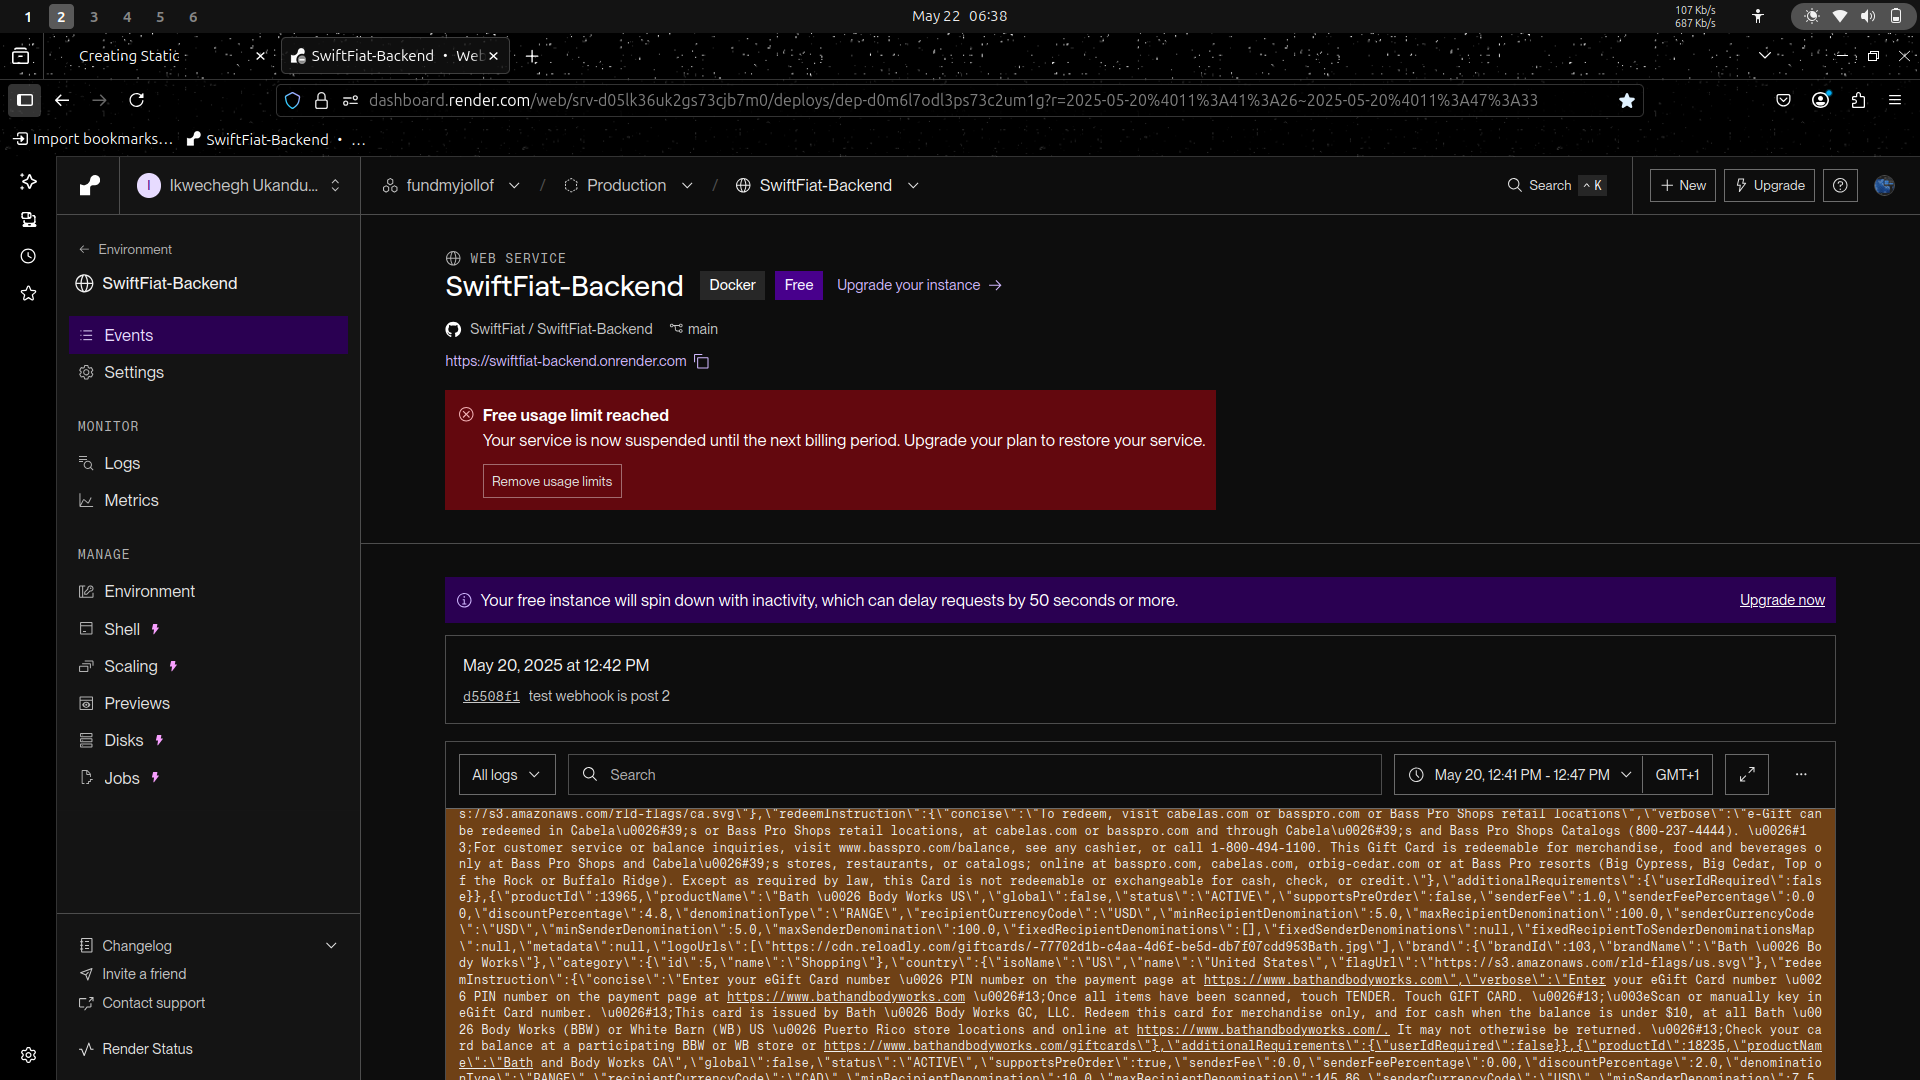 1 2 3 4 5 6
May 22 06:38
107 Kb/s
687 Kb/s
Creating Static
SwiftFiat-Backend • Web
dashboard.render.com/web/srv-d05lk36uk2gs73cjb7m0/deploys/dep-d0m6l7odl3ps73c2um1g?r=2025-05-20%4011%3A41%3A26~2025-05-20%4011%3A47%3A33
Import bookmarks...
SwiftFiat-Backend • ...
I
Ikwechegh Ukandu...
fundmyjollof / Production / SwiftFiat-Backend
Search ^ K
+ New
Upgrade
← Environment
SwiftFiat-Backend
Events
Settings
MONITOR
Logs
Metrics
MANAGE
Environment
Shell
Scaling
Previews
Disks
Jobs
Changelog
Invite a friend
Contact support
Render Status
WEB SERVICE
SwiftFiat-Backend Docker Free Upgrade your instance →
SwiftFiat / SwiftFiat-Backend main
https://swiftfiat-backend.onrender.com
Free usage limit reached
Your service is now suspended until the next billing period. Upgrade your plan to restore your service.
Remove usage limits
Your free instance will spin down with inactivity, which can delay requests by 50 seconds or more.
Upgrade now
May 20, 2025 at 12:42 PM
d5508f1 test webhook is post 2
All logs
Search
May 20, 12:41 PM - 12:47 PM
GMT+1
s://s3.amazonaws.com/rld-flags/ca.svg\"},\"redeemInstruction\":{\"concise\":\"To redeem, visit cabelas.com or basspro.com or Bass Pro Shops retail locations\",\"verbose\":\"e-Gift can
be redeemed in Cabela\u0026#39;s or Bass Pro Shops retail locations, at cabelas.com or basspro.com and through Cabela\u0026#39;s and Bass Pro Shops Catalogs (800-237-4444). \u0026#1
3;For customer service or balance inquiries, visit www.basspro.com/balance, see any cashier, or call 1-800-494-1100. This Gift Card is redeemable for merchandise, food and beverages o
nly at Bass Pro Shops and Cabela\u0026#39;s stores, restaurants, or catalogs; online at basspro.com, cabelas.com, orbig-cedar.com or at Bass Pro resorts (Big Cypress, Big Cedar, Top o
f the Rock or Buffalo Ridge). Except as required by law, this Card is not redeemable or exchangeable for cash, check, or credit.\"},\"additionalRequirements\":{\"userIdRequired\":fals
e}},{\"productId\":13965,\"productName\":\"Bath \u0026 Body Works US\",\"global\":false,\"status\":\"ACTIVE\",\"supportsPreOrder\":false,\"senderFee\":1.0,\"senderFeePercentage\":0.0
0,\"discountPercentage\":4.8,\"denominationType\":\"RANGE\",\"recipientCurrencyCode\":\"USD\",\"minRecipientDenomination\":5.0,\"maxRecipientDenomination\":100.0,\"senderCurrencyCode
\":\"USD\",\"minSenderDenomination\":5.0,\"maxSenderDenomination\":100.0,\"fixedRecipientDenominations\":[],\"fixedSenderDenominations\":null,\"fixedRecipientToSenderDenominationsMap
\":null,\"metadata\":null,\"logoUrls\":[\"https://cdn.reloadly.com/giftcards/-77702d1b-c4aa-4d6f-be5d-db7f07cdd953Bath.jpg\"],\"brand\":{\"brandId\":103,\"brandName\":\"Bath \u0026 Bo
dy Works\"},\"category\":{\"id\":5,\"name\":\"Shopping\"},\"country\":{\"isoName\":\"US\",\"name\":\"United States\",\"flagUrl\":\"https://s3.amazonaws.com/rld-flags/us.svg\"},\"rede
emInstruction\":{\"concise\":\"Enter your eGift Card number \u0026 PIN number on the payment page at https://www.bathandbodyworks.com\",\"verbose\":\"Enter your eGift Card number \u002
6 PIN number on the payment page at https://www.bathandbodyworks.com \u0026#13;Once all items have been scanned, touch TENDER. Touch GIFT CARD. \u0026#13;\u003eScan or manually key in
eGift Card number. \u0026#13;This card is issued by Bath \u0026 Body Works GC, LLC. Redeem this card for merchandise only, and for cash when the balance is under $10, at all Bath \u00
26 Body Works (BBW) or White Barn (WB) US \u0026 Puerto Rico store locations and online at https://www.bathandbodyworks.com/. It may not otherwise be returned. \u0026#13;Check your ca
rd balance at a participating BBW or WB store or https://www.bathandbodyworks.com/giftcards\"},\"additionalRequirements\":{\"userIdRequired\":false}},{\"productId\":18235,\"productNam
e\":\"Bath and Body Works CA\",\"global\":false,\"status\":\"ACTIVE\",\"supportsPreOrder\":true,\"senderFee\":0.0,\"senderFeePercentage\":0.00,\"discountPercentage\":2.0,\"denominatio
nType\":\"RANGE\",\"recipientCurrencyCode\":\"CAD\",\"minRecipientDenomination\":10.0,\"maxRecipientDenomination\":145.86,\"senderCurrencyCode\":\"USD\",\"minSenderDenomination\":7.5